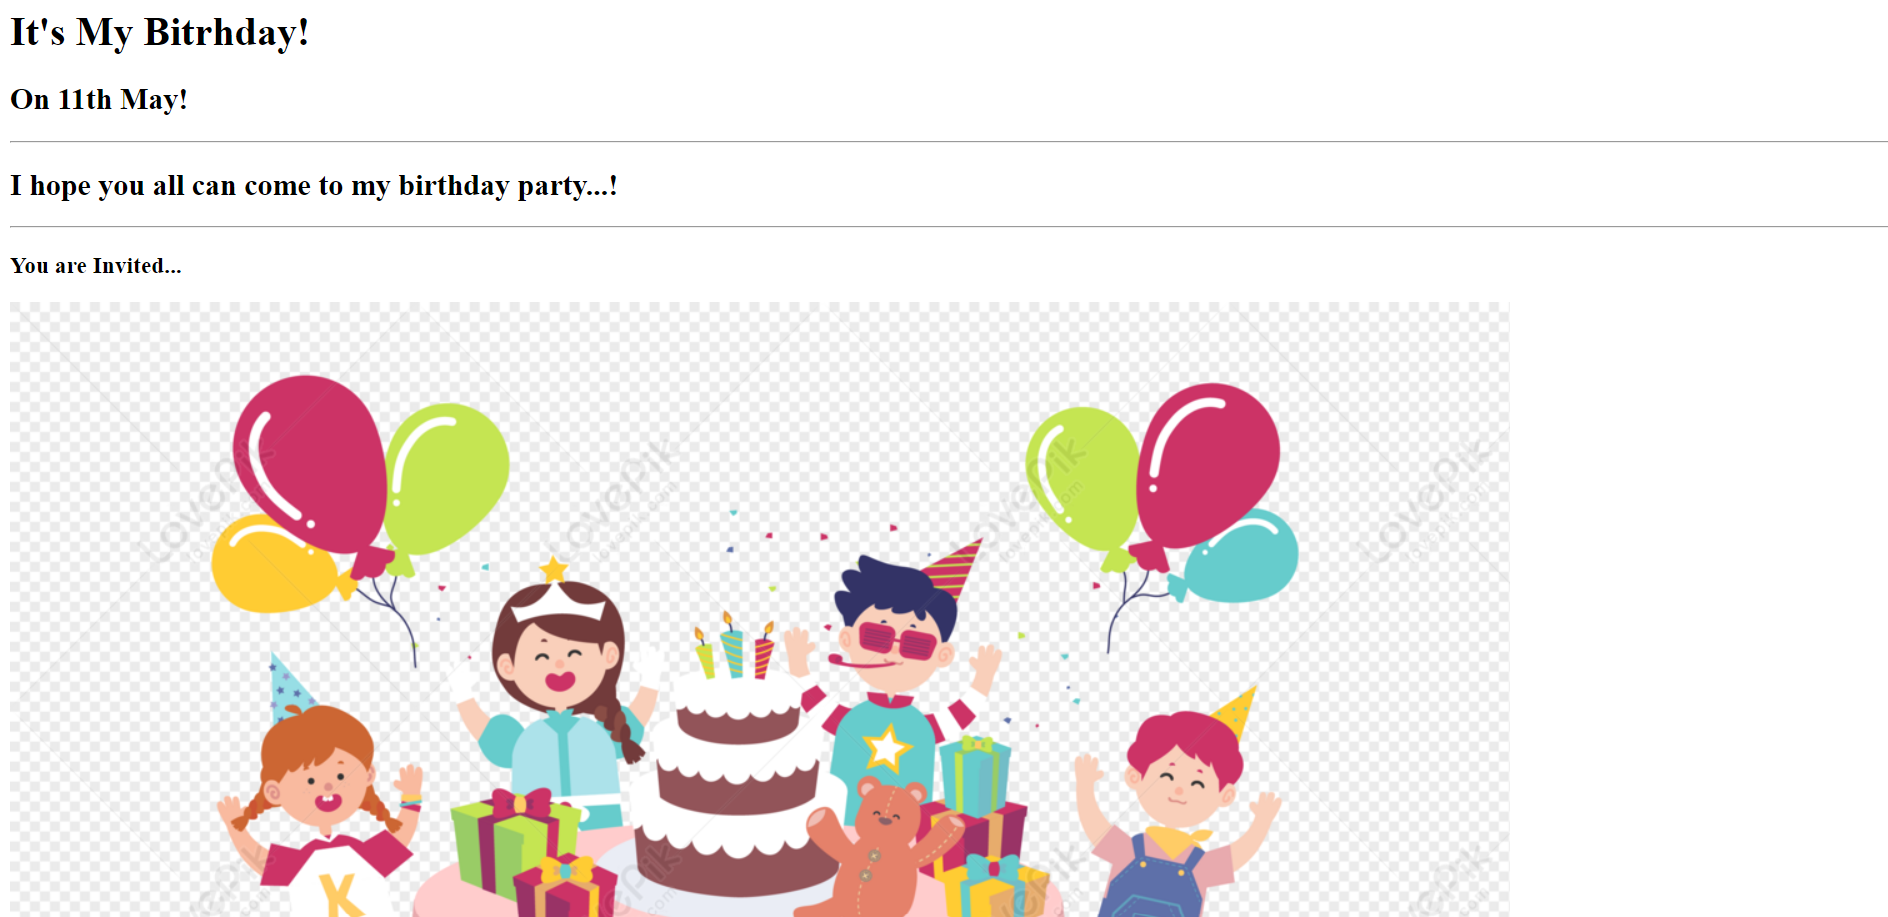 It's My Bitrhday!
On 11th May!
I hope you all can come to my birthday party...!
You are Invited...
K